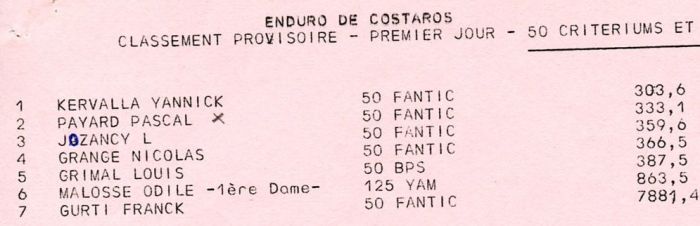 ENDURO DE COSTAROS
CLASSEMENT PROVISOIRE - PREMIER JOUR - 50 CRITERIUMS ET
1 KERVALLA YANNICK 50 FANTIC 303,6
2 PAYARD PASCAL x 50 FANTIC 333,1
3 JOZANCY L 50 FANTIC 359,6
4 GRANGE NICOLAS 50 FANTIC 366,5
5 GRIMAL LOUIS 50 BPS 387,5
6 MALOSSE ODILE -1ère Dame- 125 YAM 863,5
7 GURTI FRANCK 50 FANTIC 7881,4